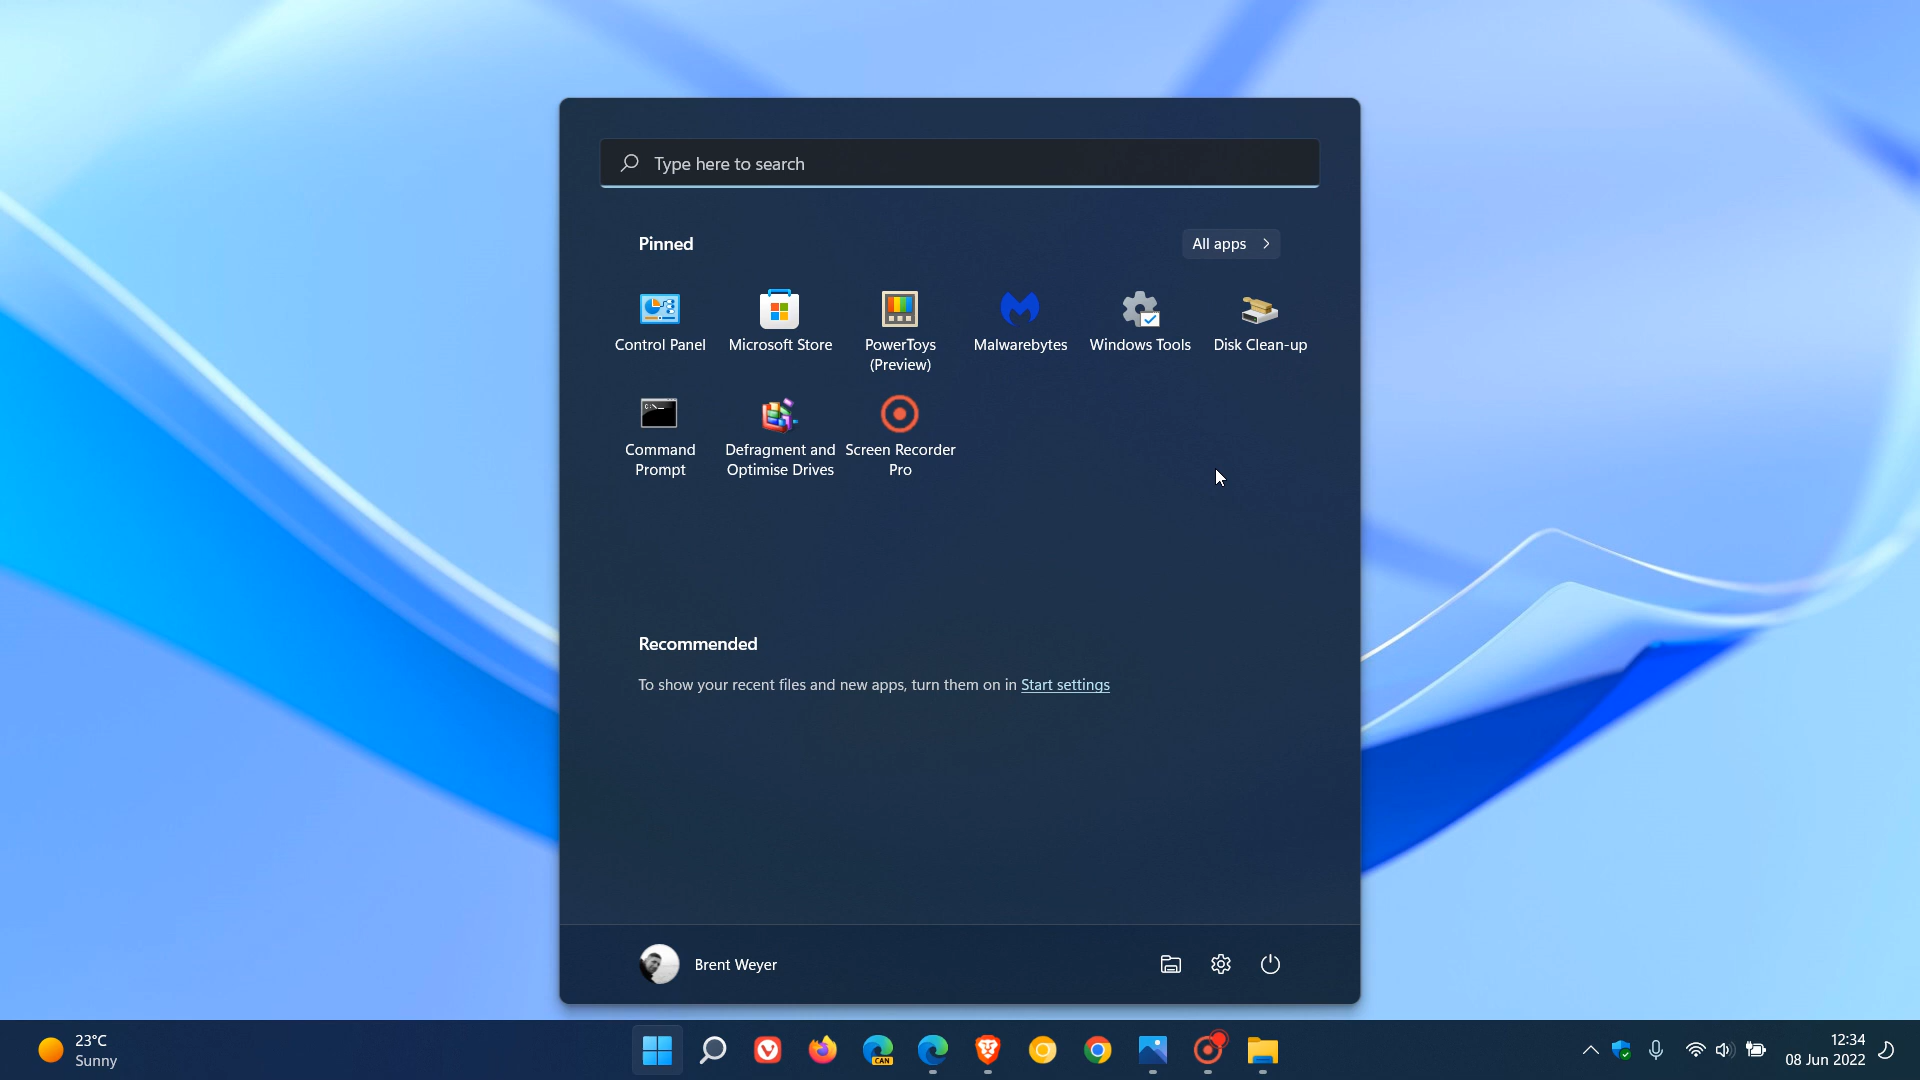 Type here to search
Pinned
All apps
Control Panel
Microsoft Store
PowerToys
(Preview)
Malwarebytes
Windows Tools
Disk Clean-up
Command
Prompt
Defragment and
Optimise Drives
Screen Recorder
Pro
Recommended
To show your recent files and new apps, turn them on in Start settings
Brent Weyer
23°C
Sunny
CAN
12:34
08 Jun 2022